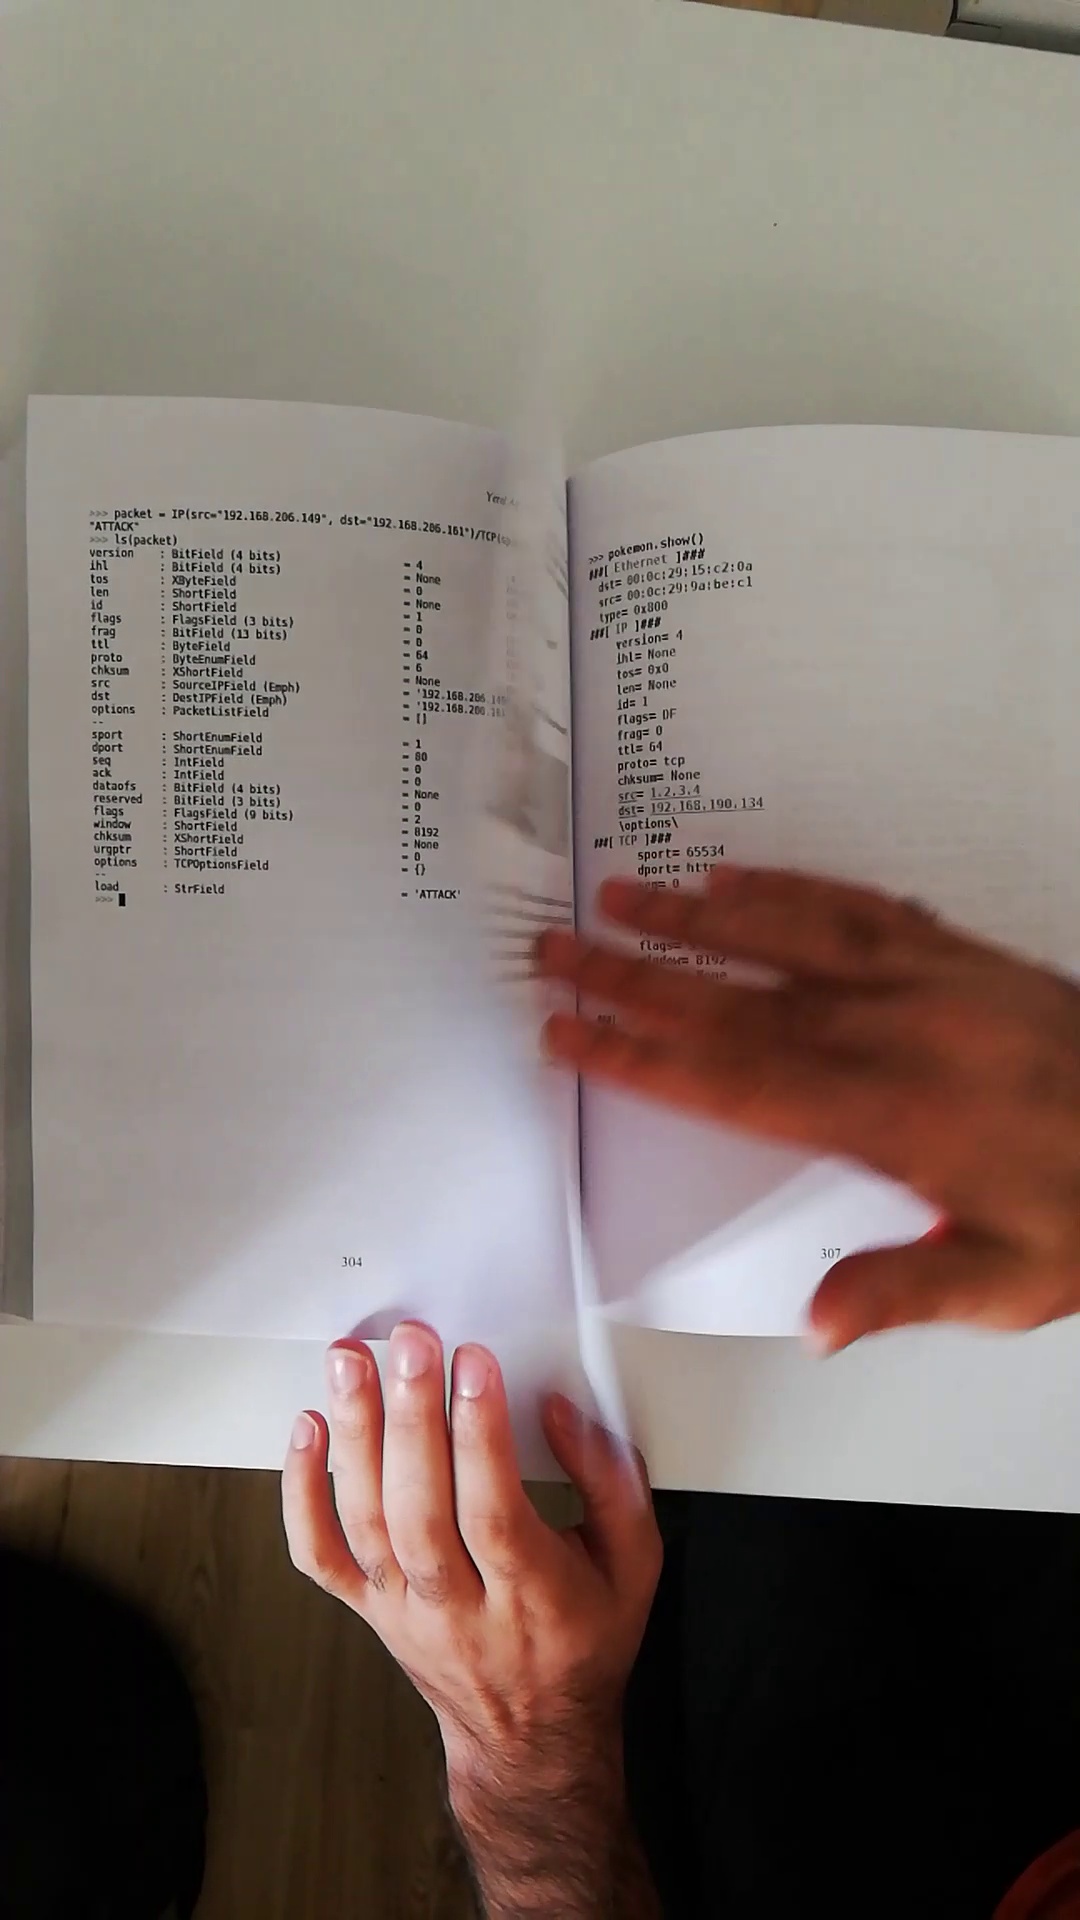 Yerel
>>> packet = IP(src="192.168.206.149", dst="192.168.206.161")/TCP(
"ATTACK"
>>> ls(packet)
version : BitField (4 bits) = 4
ihl : BitField (4 bits) = None
tos : XByteField = 0
len : ShortField = None
id : ShortField = 1
flags : FlagsField (3 bits) = 0
frag : BitField (13 bits) = 0
ttl : ByteField = 64
proto : ByteEnumField = 6
chksum : XShortField = None
src : SourceIPField (Emph) = '192.168.206.149
dst : DestIPField (Emph) = '192.168.206.161
options : PacketListField = []
--
sport : ShortEnumField = 1
dport : ShortEnumField = 80
seq : IntField = 0
ack : IntField = 0
dataofs : BitField (4 bits) = None
reserved : BitField (3 bits) = 0
flags : FlagsField (9 bits) = 2
window : ShortField = 8192
chksum : XShortField = None
urgptr : ShortField = 0
options : TCPOptionsField = {}
--
load : StrField = 'ATTACK'
>>>
304
>>> pokemon.show()
###[ Ethernet ]###
dst= 00:0c:29:15:c2:0a
src= 00:0c:29:9a:be:c1
type= 0x800
###[ IP ]###
version= 4
ihl= None
tos= 0x0
len= None
id= 1
flags= DF
frag= 0
ttl= 64
proto= tcp
chksum= None
src= 1.2.3.4
dst= 192.168.190.134
\options\
###[ TCP ]###
sport= 65534
dport= http
seq= 0
flags=
window= 8192
None
307